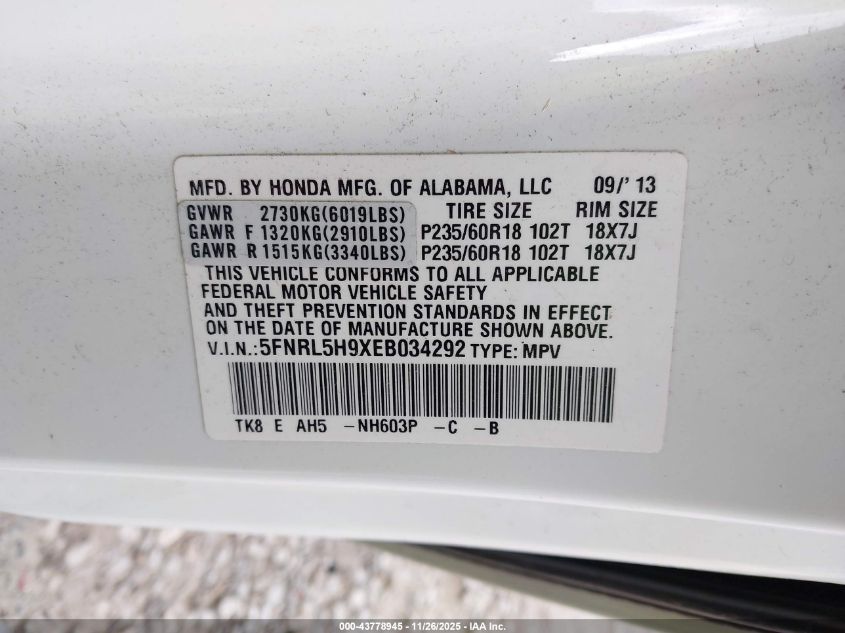 MFD. BY HONDA MFG. OF ALABAMA, LLC 09/'13
GVWR 2730KG(6019LBS) TIRE SIZE RIM SIZE
GAWR F 1320KG(2910LBS) P235/60R18 102T 18X7J
GAWR R 1515KG(3340LBS) P235/60R18 102T 18X7J
THIS VEHICLE CONFORMS TO ALL APPLICABLE
FEDERAL MOTOR VEHICLE SAFETY
AND THEFT PREVENTION STANDARDS IN EFFECT
ON THE DATE OF MANUFACTURE SHOWN ABOVE.
V.I.N.:5FNRL5H9XEB034292 TYPE: MPV
TK8 E AH5 -NH603P -C -B
000-43778945 | 11/26/2025 | IAA Inc.